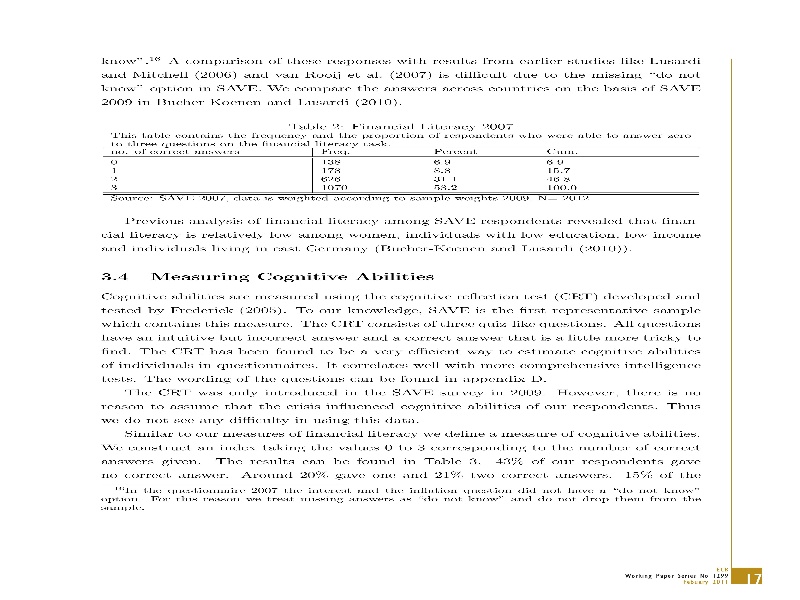 know”.¹⁶ A comparison of these responses with results from earlier studies like Lusardi
and Mitchell (2006) and van Rooij et al. (2007) is difficult due to the missing “do not
know” option in SAVE. We compare the answers across countries on the basis of SAVE
2009 in Bucher-Koenen and Lusardi (2010).
Table 2: Financial Literacy 2007
This table contains the frequency and the proportion of respondents who were able to answer zero
to three questions on the financial literacy task.
no. of correct answers Freq. Percent Cum.
0 138 6.9 6.9
1 178 8.8 15.7
2 626 31.1 46.8
3 1070 53.2 100.0
Source: SAVE 2007, data is weighted according to sample weights 2009. N= 2012
Previous analysis of financial literacy among SAVE respondents revealed that finan-
cial literacy is relatively low among women, individuals with low education, low income
and individuals living in east Germany (Bucher-Koenen and Lusardi (2010)).
3.4 Measuring Cognitive Abilities
Cognitive abilities are measured using the cognitive reflection test (CRT) developed and
tested by Frederick (2005). To our knowledge, SAVE is the first representative sample
which contains this measure. The CRT consists of three quiz like questions. All questions
have an intuitive but incorrect answer and a correct answer that is a little more tricky to
find. The CRT has been found to be a very efficient way to estimate cognitive abilities
of individuals in questionnaires. It correlates well with more comprehensive intelligence
tests. The wording of the questions can be found in appendix D.
The CRT was only introduced in the SAVE survey in 2009. However, there is no
reason to assume that the crisis influenced cognitive abilities of our respondents. Thus
we do not see any difficulty in using this data.
Similar to our measures of financial literacy we define a measure of cognitive abilities.
We construct an index taking the values 0 to 3 corresponding to the number of correct
answers given. The results can be found in Table 3. 43% of our respondents gave
no correct answer. Around 20% gave one and 21% two correct answers. 15% of the
¹⁶In the questionnaire 2007 the interest and the inflation question did not have a “do not know”
option. For this reason we treat missing answers as “do not know” and do not drop them from the
sample.
ECB
Working Paper Series No 1299
February 2011
17